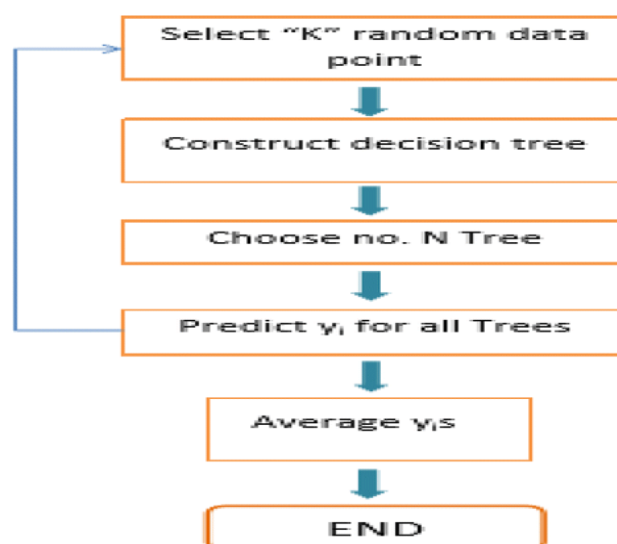 Select “K” random data
point
Construct decision tree
Choose no. N Tree
Predict yᵢ for all Trees
Average yᵢs
END